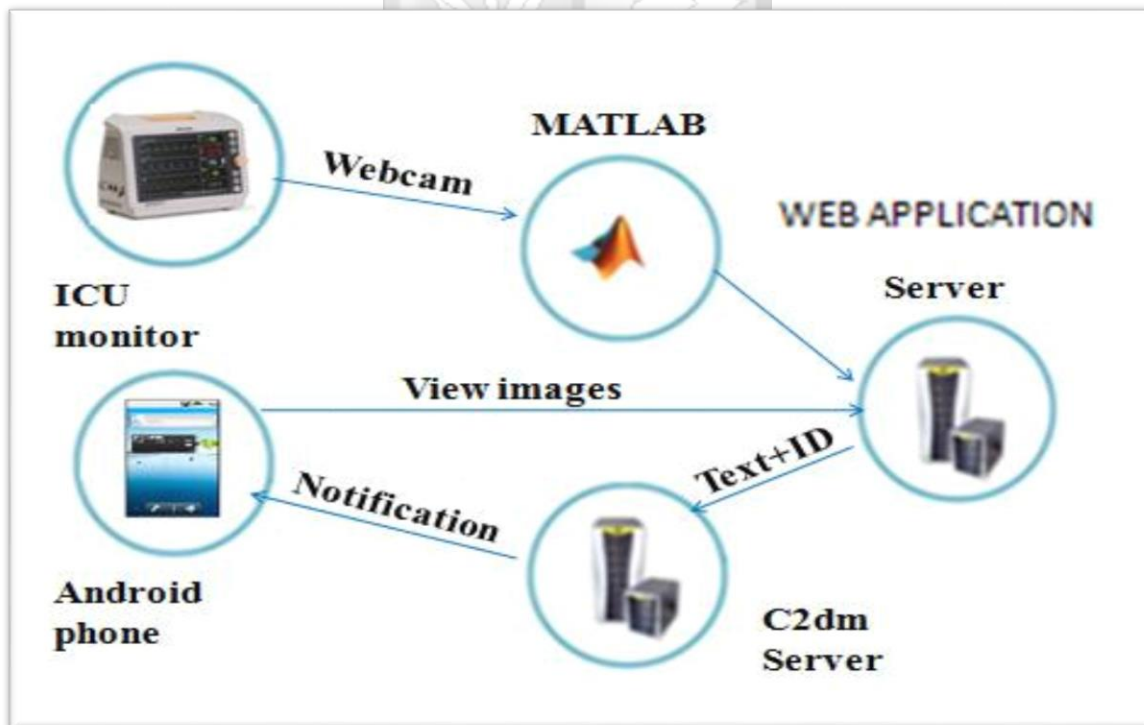 MATLAB
Webcam
WEB APPLICATION
ICU
monitor
Server
View images
Text+ID
Notification
Android
phone
C2dm
Server